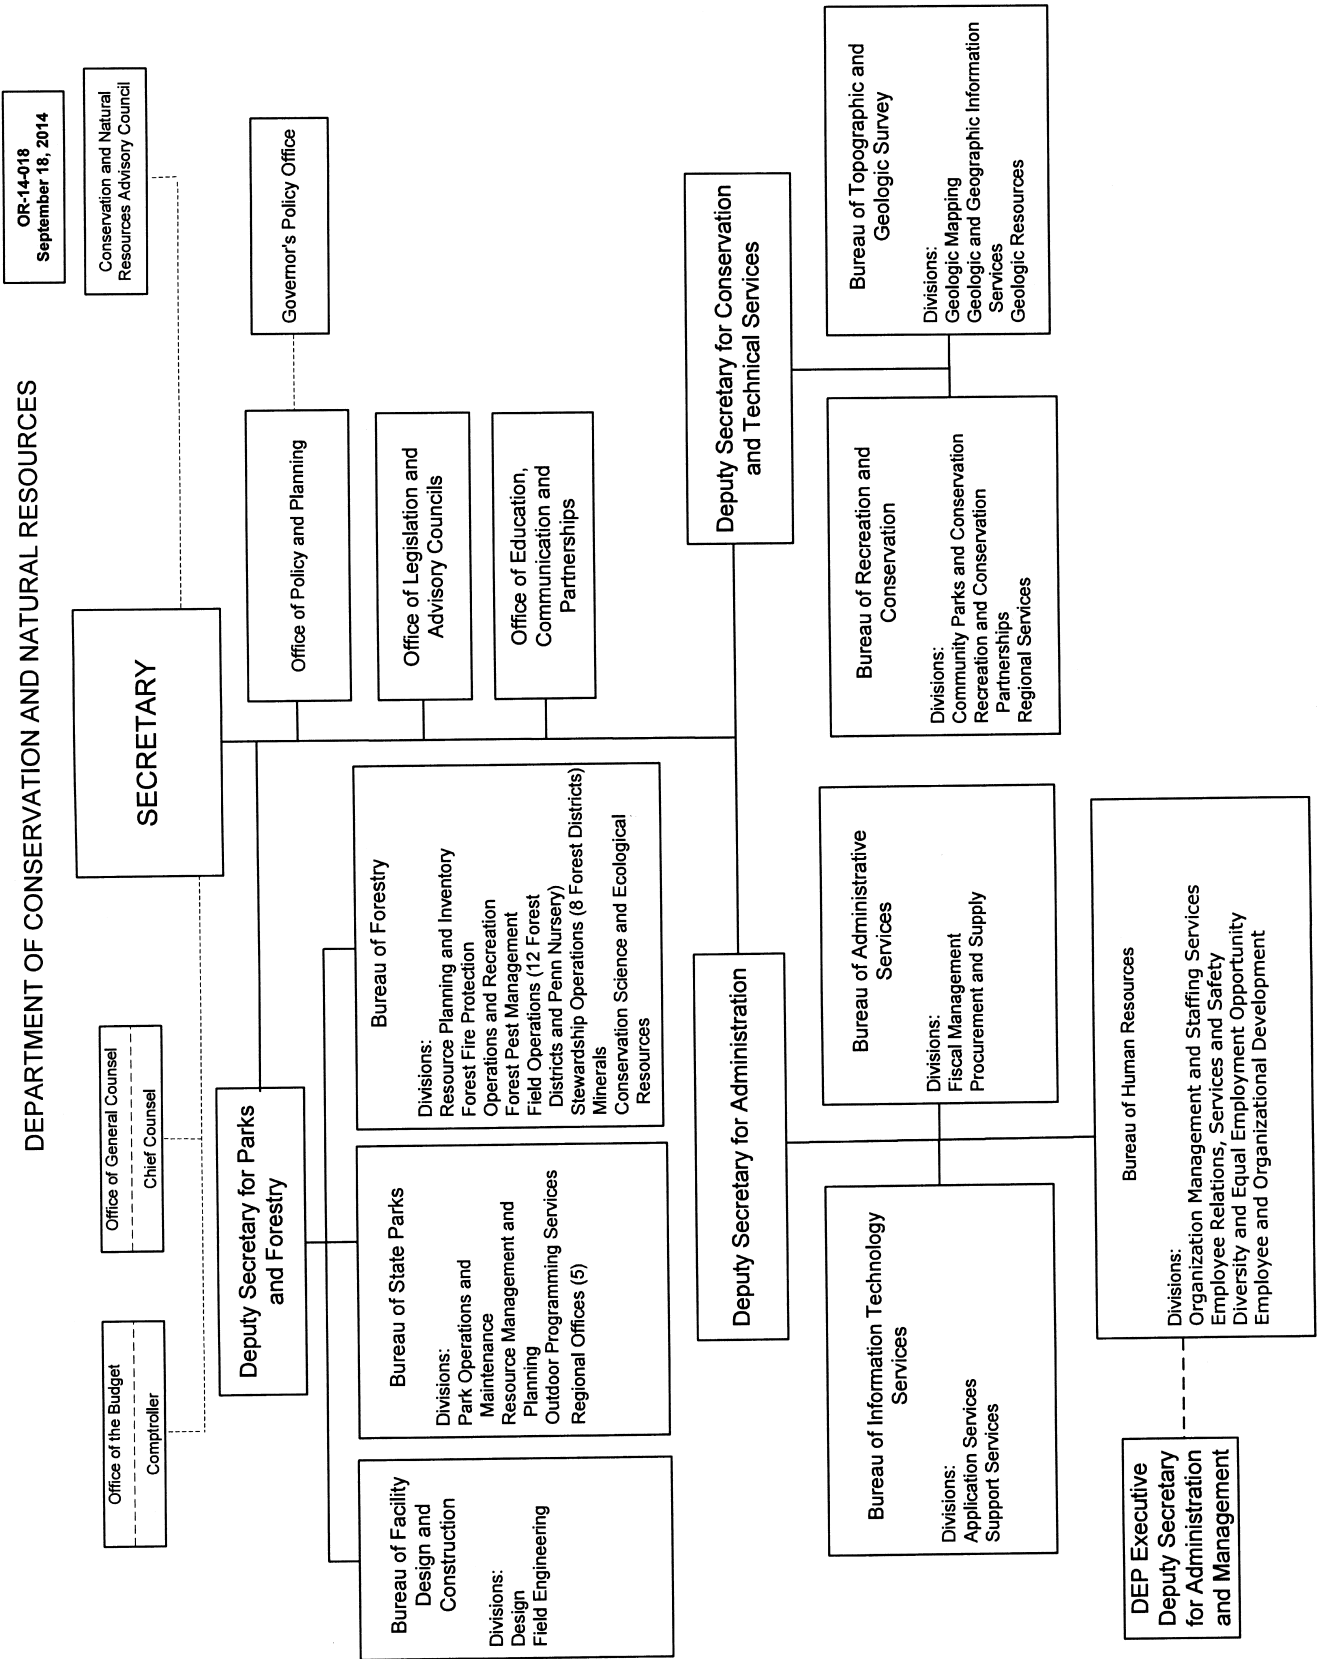 DEPARTMENT OF CONSERVATION AND NATURAL RESOURCES
OR-14-018
September 18, 2014
Conservation and Natural
Resources Advisory Council
SECRETARY
Office of the Budget
Comptroller
Office of General Counsel
Chief Counsel
Governor's Policy Office
Office of Policy and Planning
Office of Legislation and
Advisory Councils
Office of Education,
Communication and
Partnerships
Deputy Secretary for Parks
and Forestry
Bureau of Facility
Design and
Construction
Divisions:
Design
Field Engineering
Bureau of State Parks
Divisions:
Park Operations and
Maintenance
Resource Management and
Planning
Outdoor Programming Services
Regional Offices (5)
Bureau of Forestry
Divisions:
Resource Planning and Inventory
Forest Fire Protection
Operations and Recreation
Forest Pest Management
Field Operations (12 Forest
Districts and Penn Nursery)
Stewardship Operations (8 Forest Districts)
Minerals
Conservation Science and Ecological
Resources
Deputy Secretary for Administration
Deputy Secretary for Conservation
and Technical Services
Bureau of Information Technology
Services
Divisions:
Application Services
Support Services
Bureau of Administrative
Services
Divisions:
Fiscal Management
Procurement and Supply
Bureau of Recreation and
Conservation
Divisions:
Community Parks and Conservation
Recreation and Conservation
Partnerships
Regional Services
Bureau of Topographic and
Geologic Survey
Divisions:
Geologic Mapping
Geologic and Geographic Information
Services
Geologic Resources
DEP Executive
Deputy Secretary
for Administration
and Management
Bureau of Human Resources
Divisions:
Organization Management and Staffing Services
Employee Relations, Services and Safety
Diversity and Equal Employment Opportunity
Employee and Organizational Development